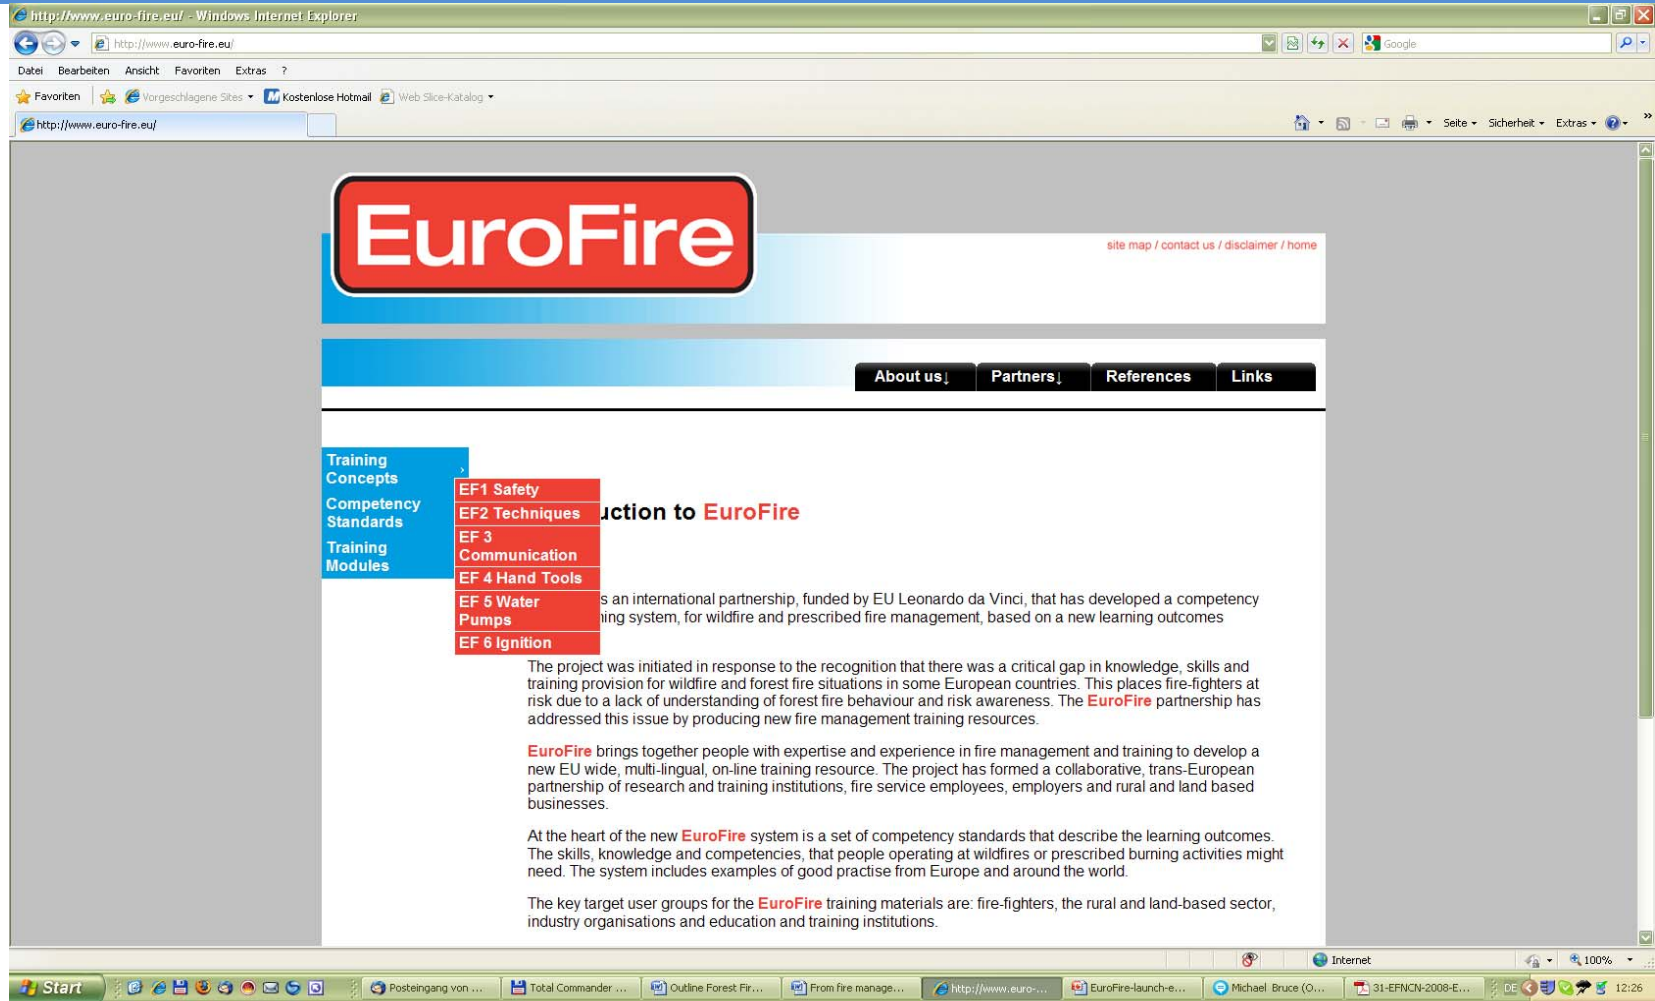 http://www.euro-fire.eu/ - Windows Internet Explorer
http://www.euro-fire.eu/
Google
Datei Bearbeiten Ansicht Favoriten Extras ?
Favoriten Vorgeschlagene Sites Kostenlose Hotmail Web Slice-Katalog
http://www.euro-fire.eu/
Seite Sicherheit Extras »
EuroFire
site map / contact us / disclaimer / home
About us↓ Partners↓ References Links
Training
Concepts ›
Competency
Standards
Training
Modules
EF1 Safety
EF2 Techniques
EF 3
Communication
EF 4 Hand Tools
EF 5 Water
Pumps
EF 6 Ignition
uction to EuroFire
s an international partnership, funded by EU Leonardo da Vinci, that has developed a competency
ning system, for wildfire and prescribed fire management, based on a new learning outcomes
The project was initiated in response to the recognition that there was a critical gap in knowledge, skills and
training provision for wildfire and forest fire situations in some European countries. This places fire-fighters at
risk due to a lack of understanding of forest fire behaviour and risk awareness. The EuroFire partnership has
addressed this issue by producing new fire management training resources.
EuroFire brings together people with expertise and experience in fire management and training to develop a
new EU wide, multi-lingual, on-line training resource. The project has formed a collaborative, trans-European
partnership of research and training institutions, fire service employees, employers and rural and land based
businesses.
At the heart of the new EuroFire system is a set of competency standards that describe the learning outcomes.
The skills, knowledge and competencies, that people operating at wildfires or prescribed burning activities might
need. The system includes examples of good practise from Europe and around the world.
The key target user groups for the EuroFire training materials are: fire-fighters, the rural and land-based sector,
industry organisations and education and training institutions.
Internet 100%
Start Posteingang von ... Total Commander ... Outline Forest Fir... From fire manage... http://www.euro-... EuroFire-launch-e... Michael Bruce (O... 31-EFNCN-2008-E... DE 12:26